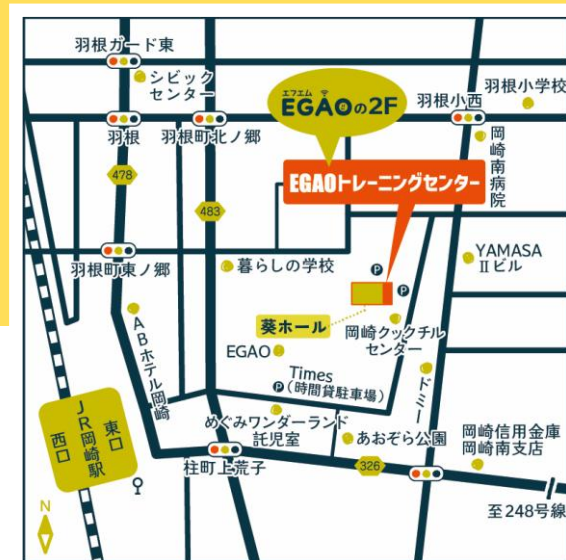 羽根ガード東
シビック
センター
エフエム
EGAOの2F
羽根小西
羽根小学校
羽根
羽根町北ノ郷
岡崎南病院
478
EGAOトレーニングセンター
483
羽根町東ノ郷
暮らしの学校
YAMASA
Ⅱビル
P
P
ABホテル岡崎
葵ホール
岡崎クックチル
センター
EGAO
Times
P(時間貸駐車場)
ドミー
めぐみワンダーランド
託児室
あおぞら公園
岡崎信用金庫
岡崎南支店
東口
JR岡崎駅
西口
柱町上荒子
326
至248号線
N